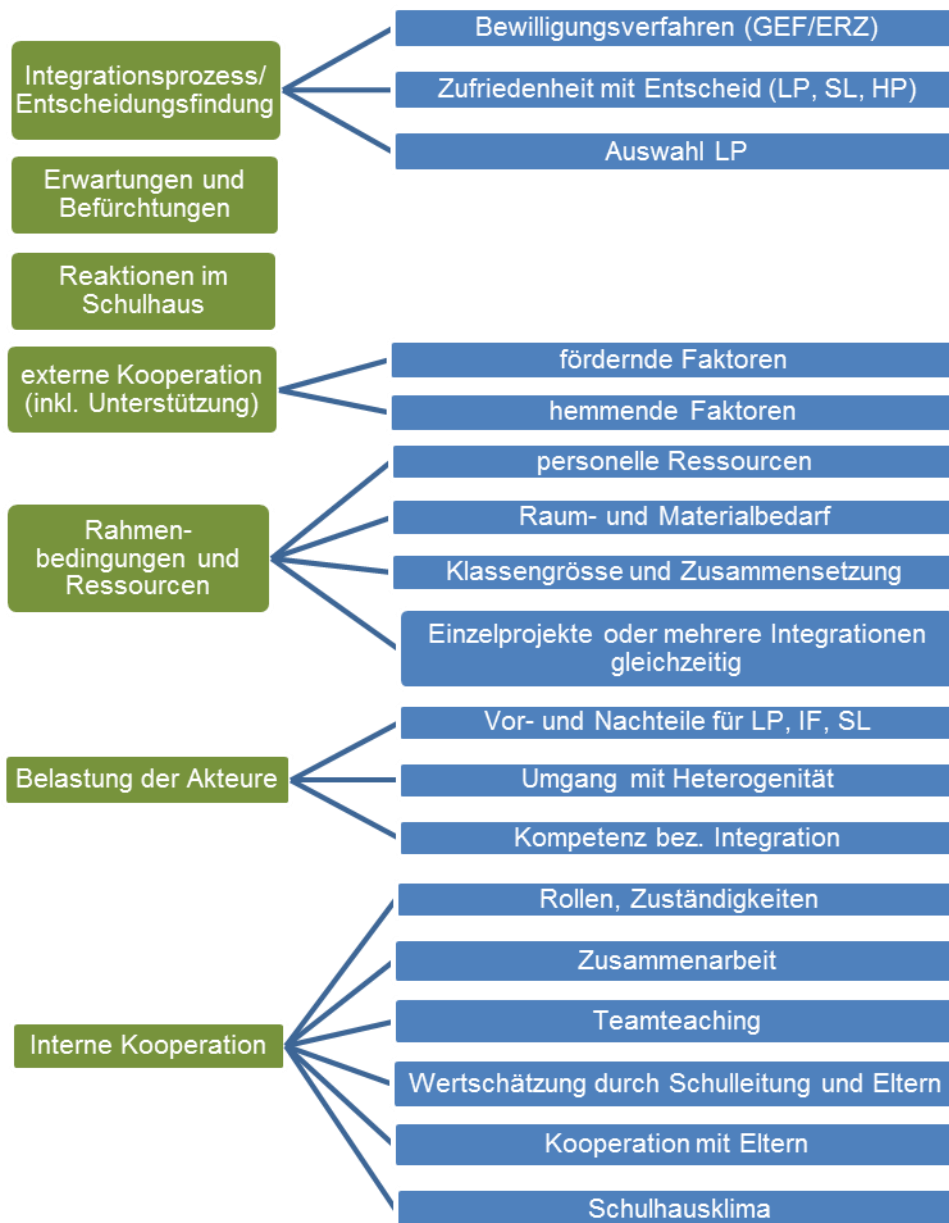 Integrationsprozess/
Entscheidungsfindung
Bewilligungsverfahren (GEF/ERZ)
Zufriedenheit mit Entscheid (LP, SL, HP)
Auswahl LP
Erwartungen und
Befürchtungen
Reaktionen im
Schulhaus
externe Kooperation
(inkl. Unterstützung)
fördernde Faktoren
hemmende Faktoren
Rahmen-
bedingungen und
Ressourcen
personelle Ressourcen
Raum- und Materialbedarf
Klassengrösse und Zusammensetzung
Einzelprojekte oder mehrere Integrationen
gleichzeitig
Belastung der Akteure
Vor- und Nachteile für LP, IF, SL
Umgang mit Heterogenität
Kompetenz bez. Integration
Interne Kooperation
Rollen, Zuständigkeiten
Zusammenarbeit
Teamteaching
Wertschätzung durch Schulleitung und Eltern
Kooperation mit Eltern
Schulhausklima